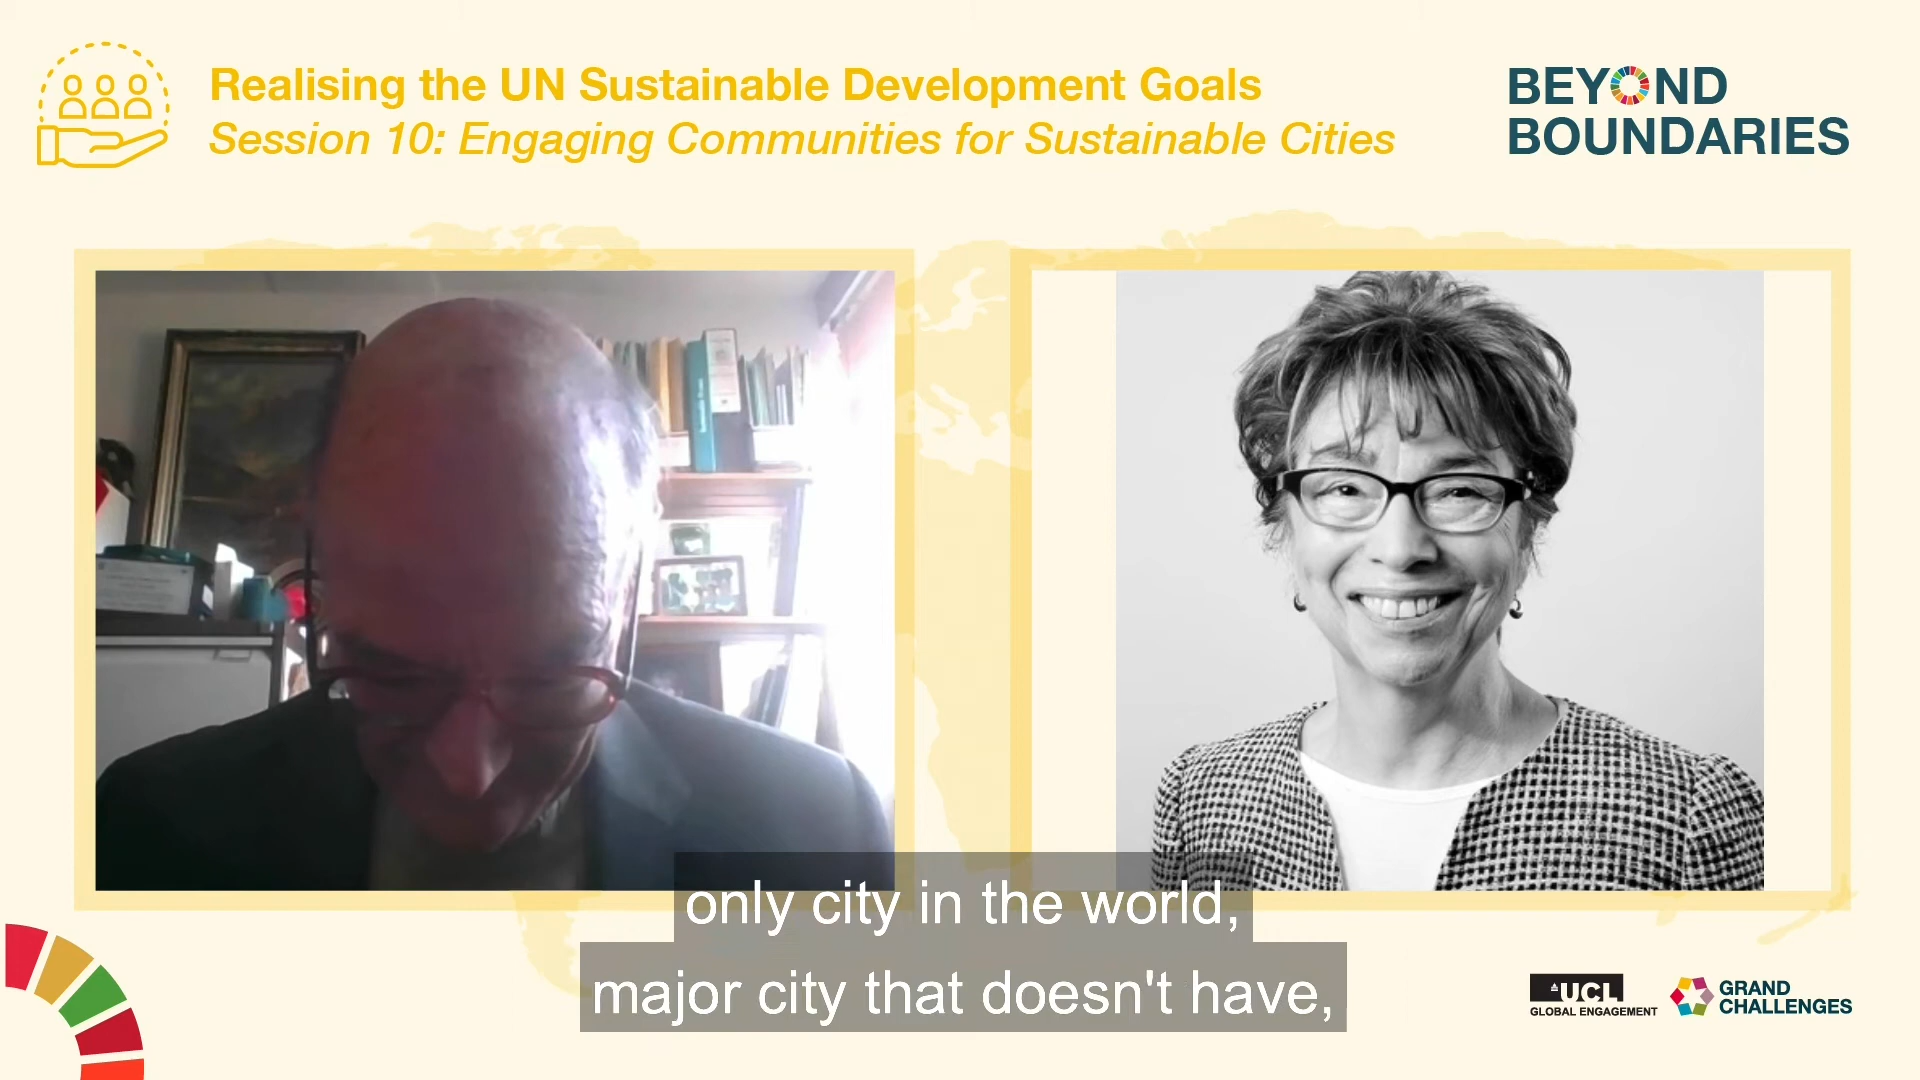 Realising the UN Sustainable Development Goals
Session 10: Engaging Communities for Sustainable Cities
BEYOND
BOUNDARIES
only city in the world,
major city that doesn't have,
UCL
GLOBAL ENGAGEMENT
GRAND
CHALLENGES